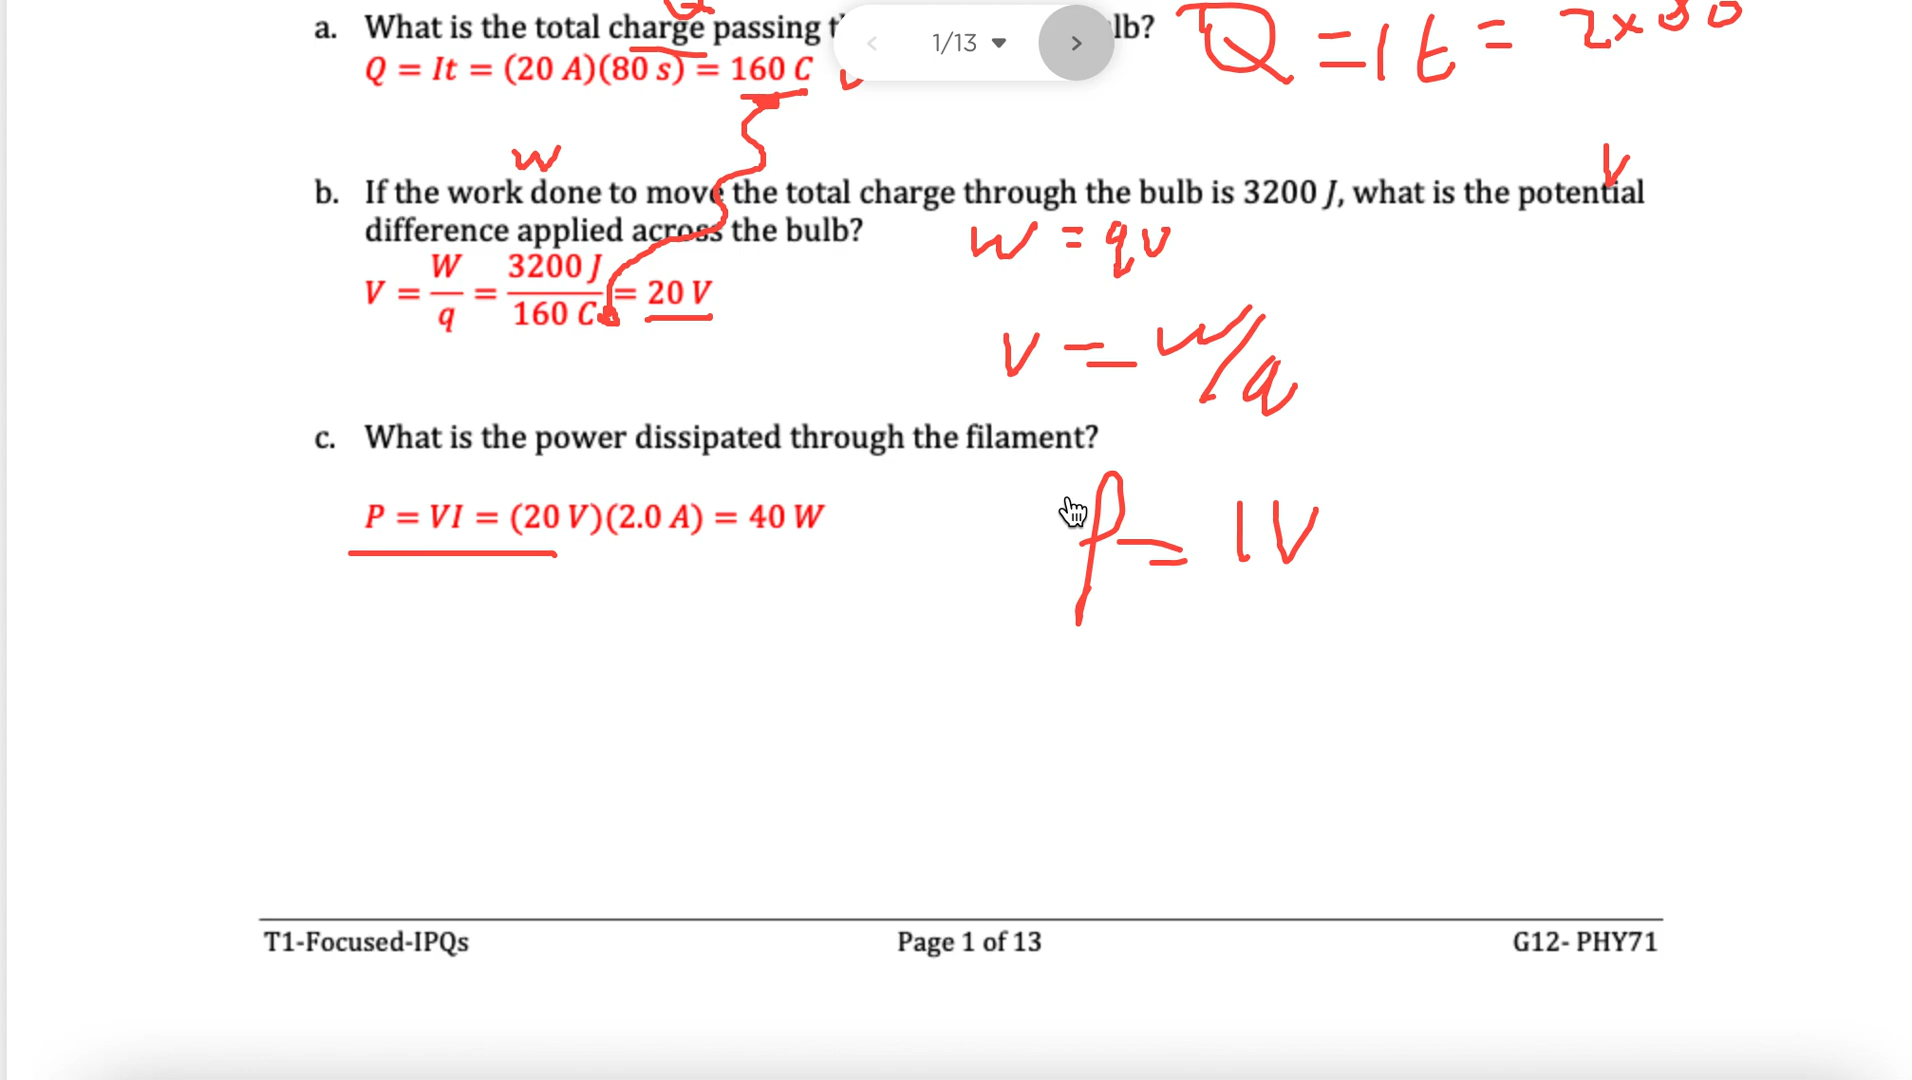 a. What is the total charge passing t lb?
Q = It = 2 x 80
Q = It = (20 A)(80 s) = 160 C
1/13
w
V
b. If the work done to move the total charge through the bulb is 3200 J, what is the potential
difference applied across the bulb?
w = qv
V = W/q = 3200 J/160 C = 20 V
v = w/q
c. What is the power dissipated through the filament?
P = VI = (20 V)(2.0 A) = 40 W
P = IV
T1-Focused-IPQs Page 1 of 13 G12- PHY71